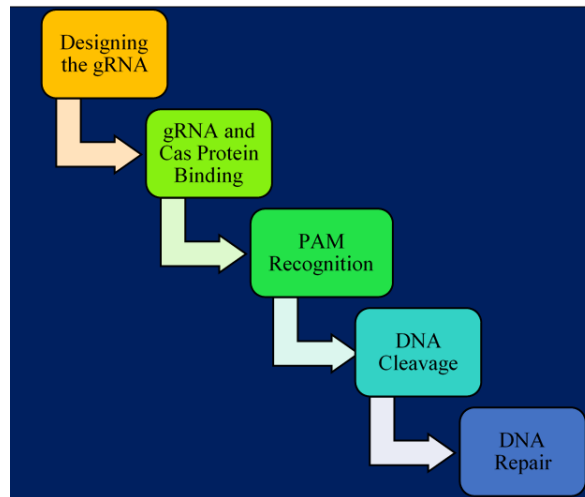 Designing
the gRNA
gRNA and
Cas Protein
Binding
PAM
Recognition
DNA
Cleavage
DNA
Repair